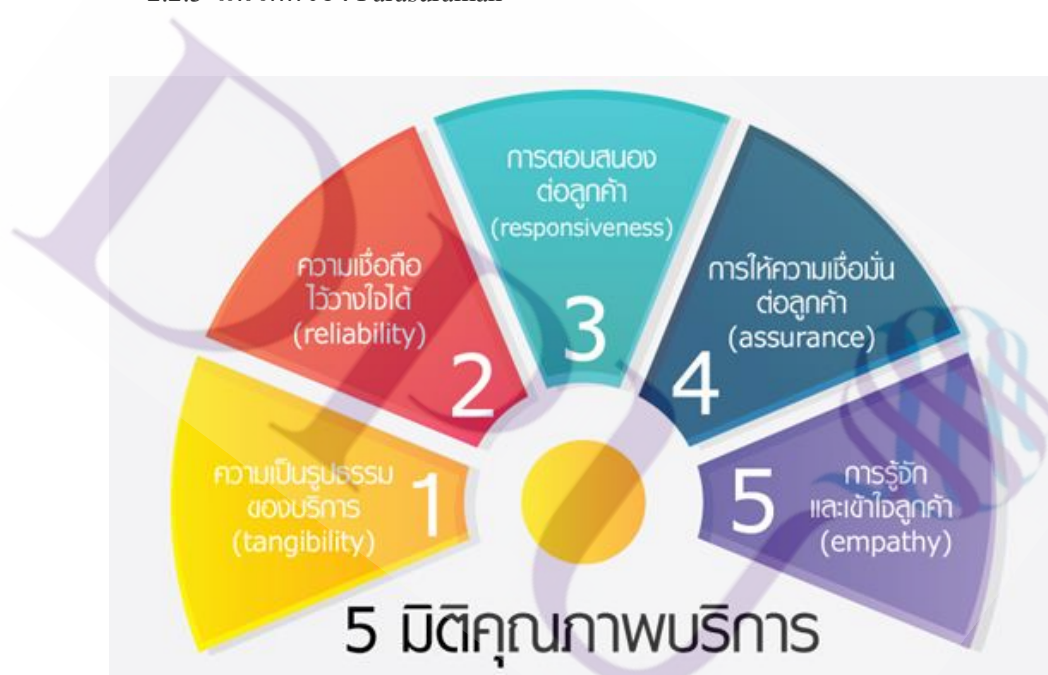 ความเป็นรูปธรรม
ของบริการ
(tangibility)
1
ความเชื่อถือ
ไว้วางใจได้
(reliability)
2
การตอบสนอง
ต่อลูกค้า
(responsiveness)
3
การให้ความเชื่อมั่น
ต่อลูกค้า
(assurance)
4
5
การรู้จัก
และเข้าใจลูกค้า
(empathy)
5 มิติคุณภาพบริการ
DPU